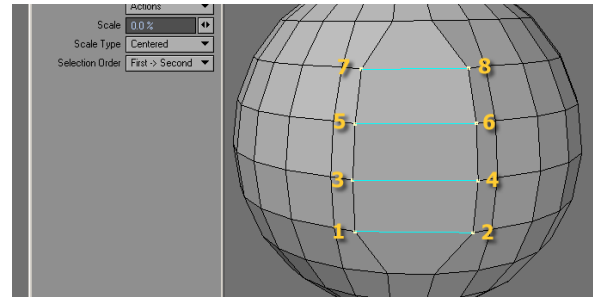 Actions
Scale 0.0 %
Scale Type Centered
Selection Order First -> Second
7 8
5 6
3 4
1 2